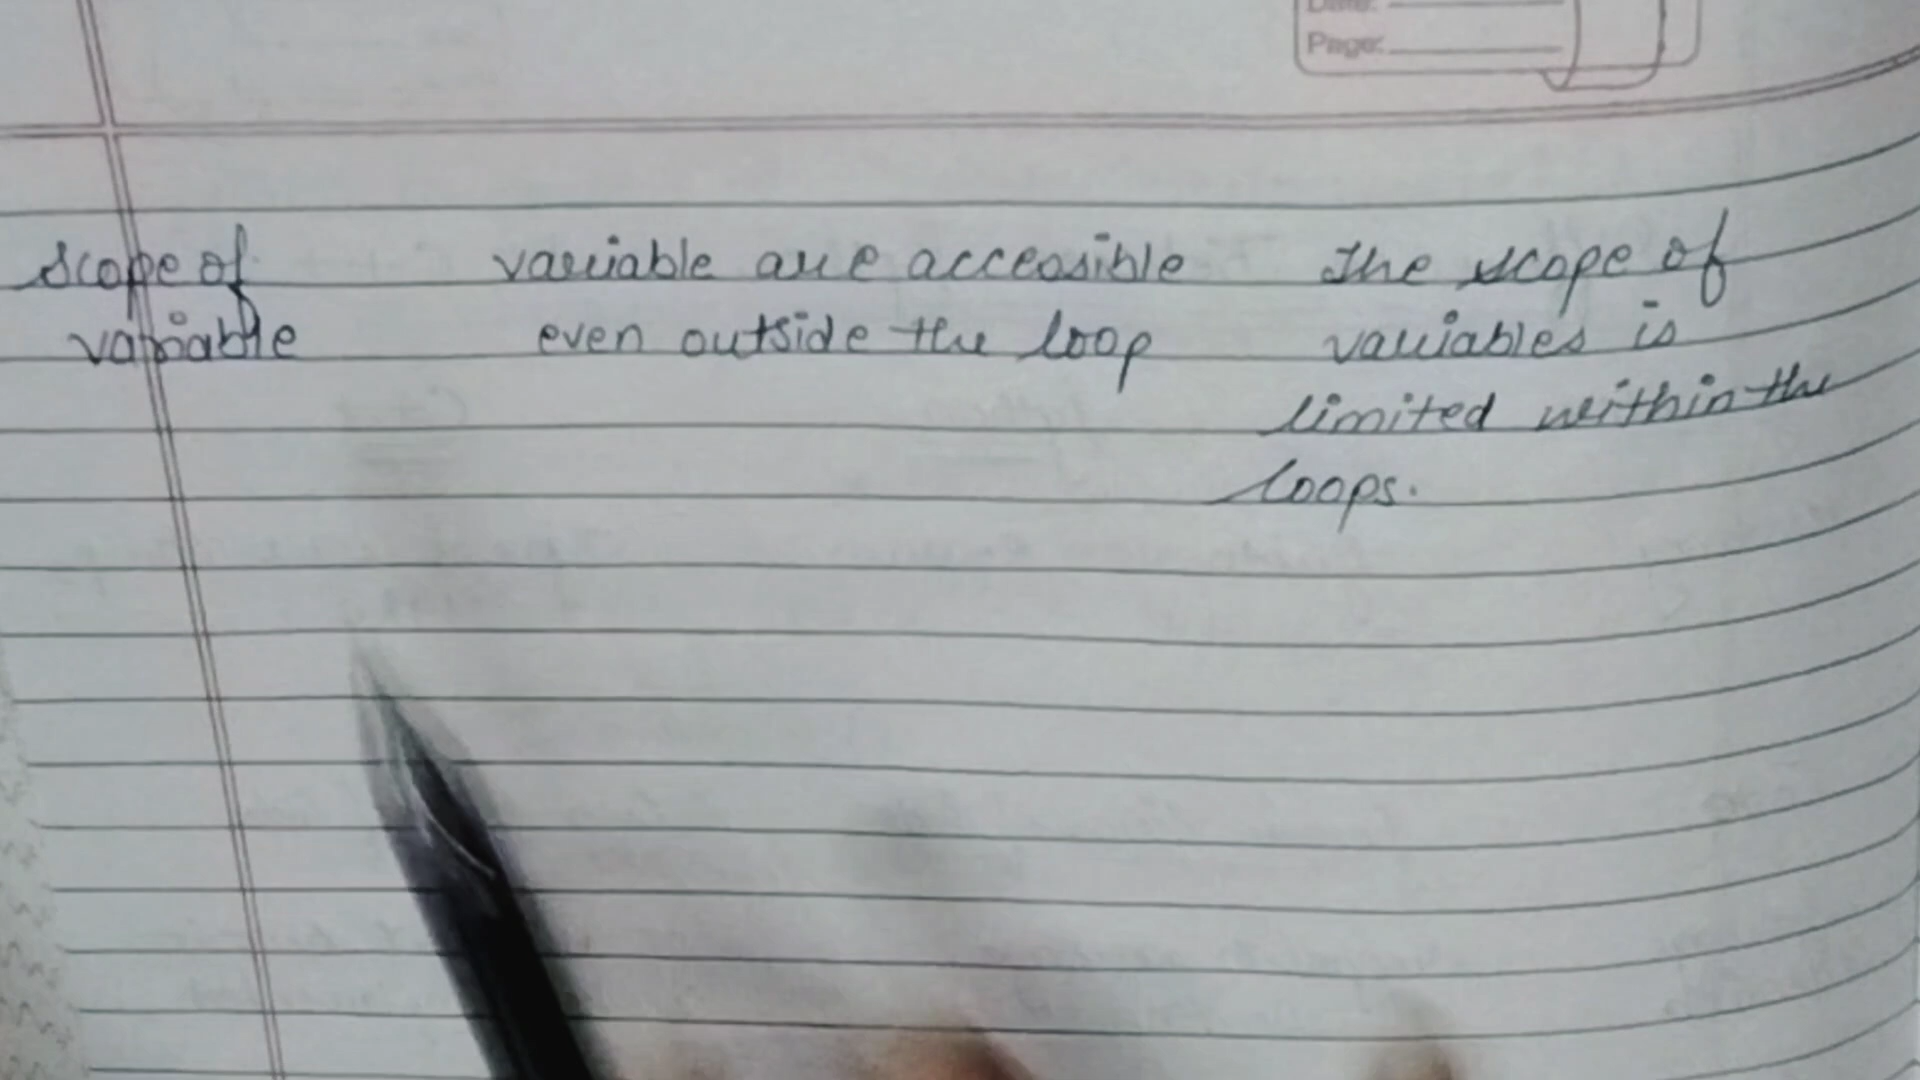 Date:
Page:
scope of variable are accessible The scope of
variable even outside the loop variables is
limited within the
loops.